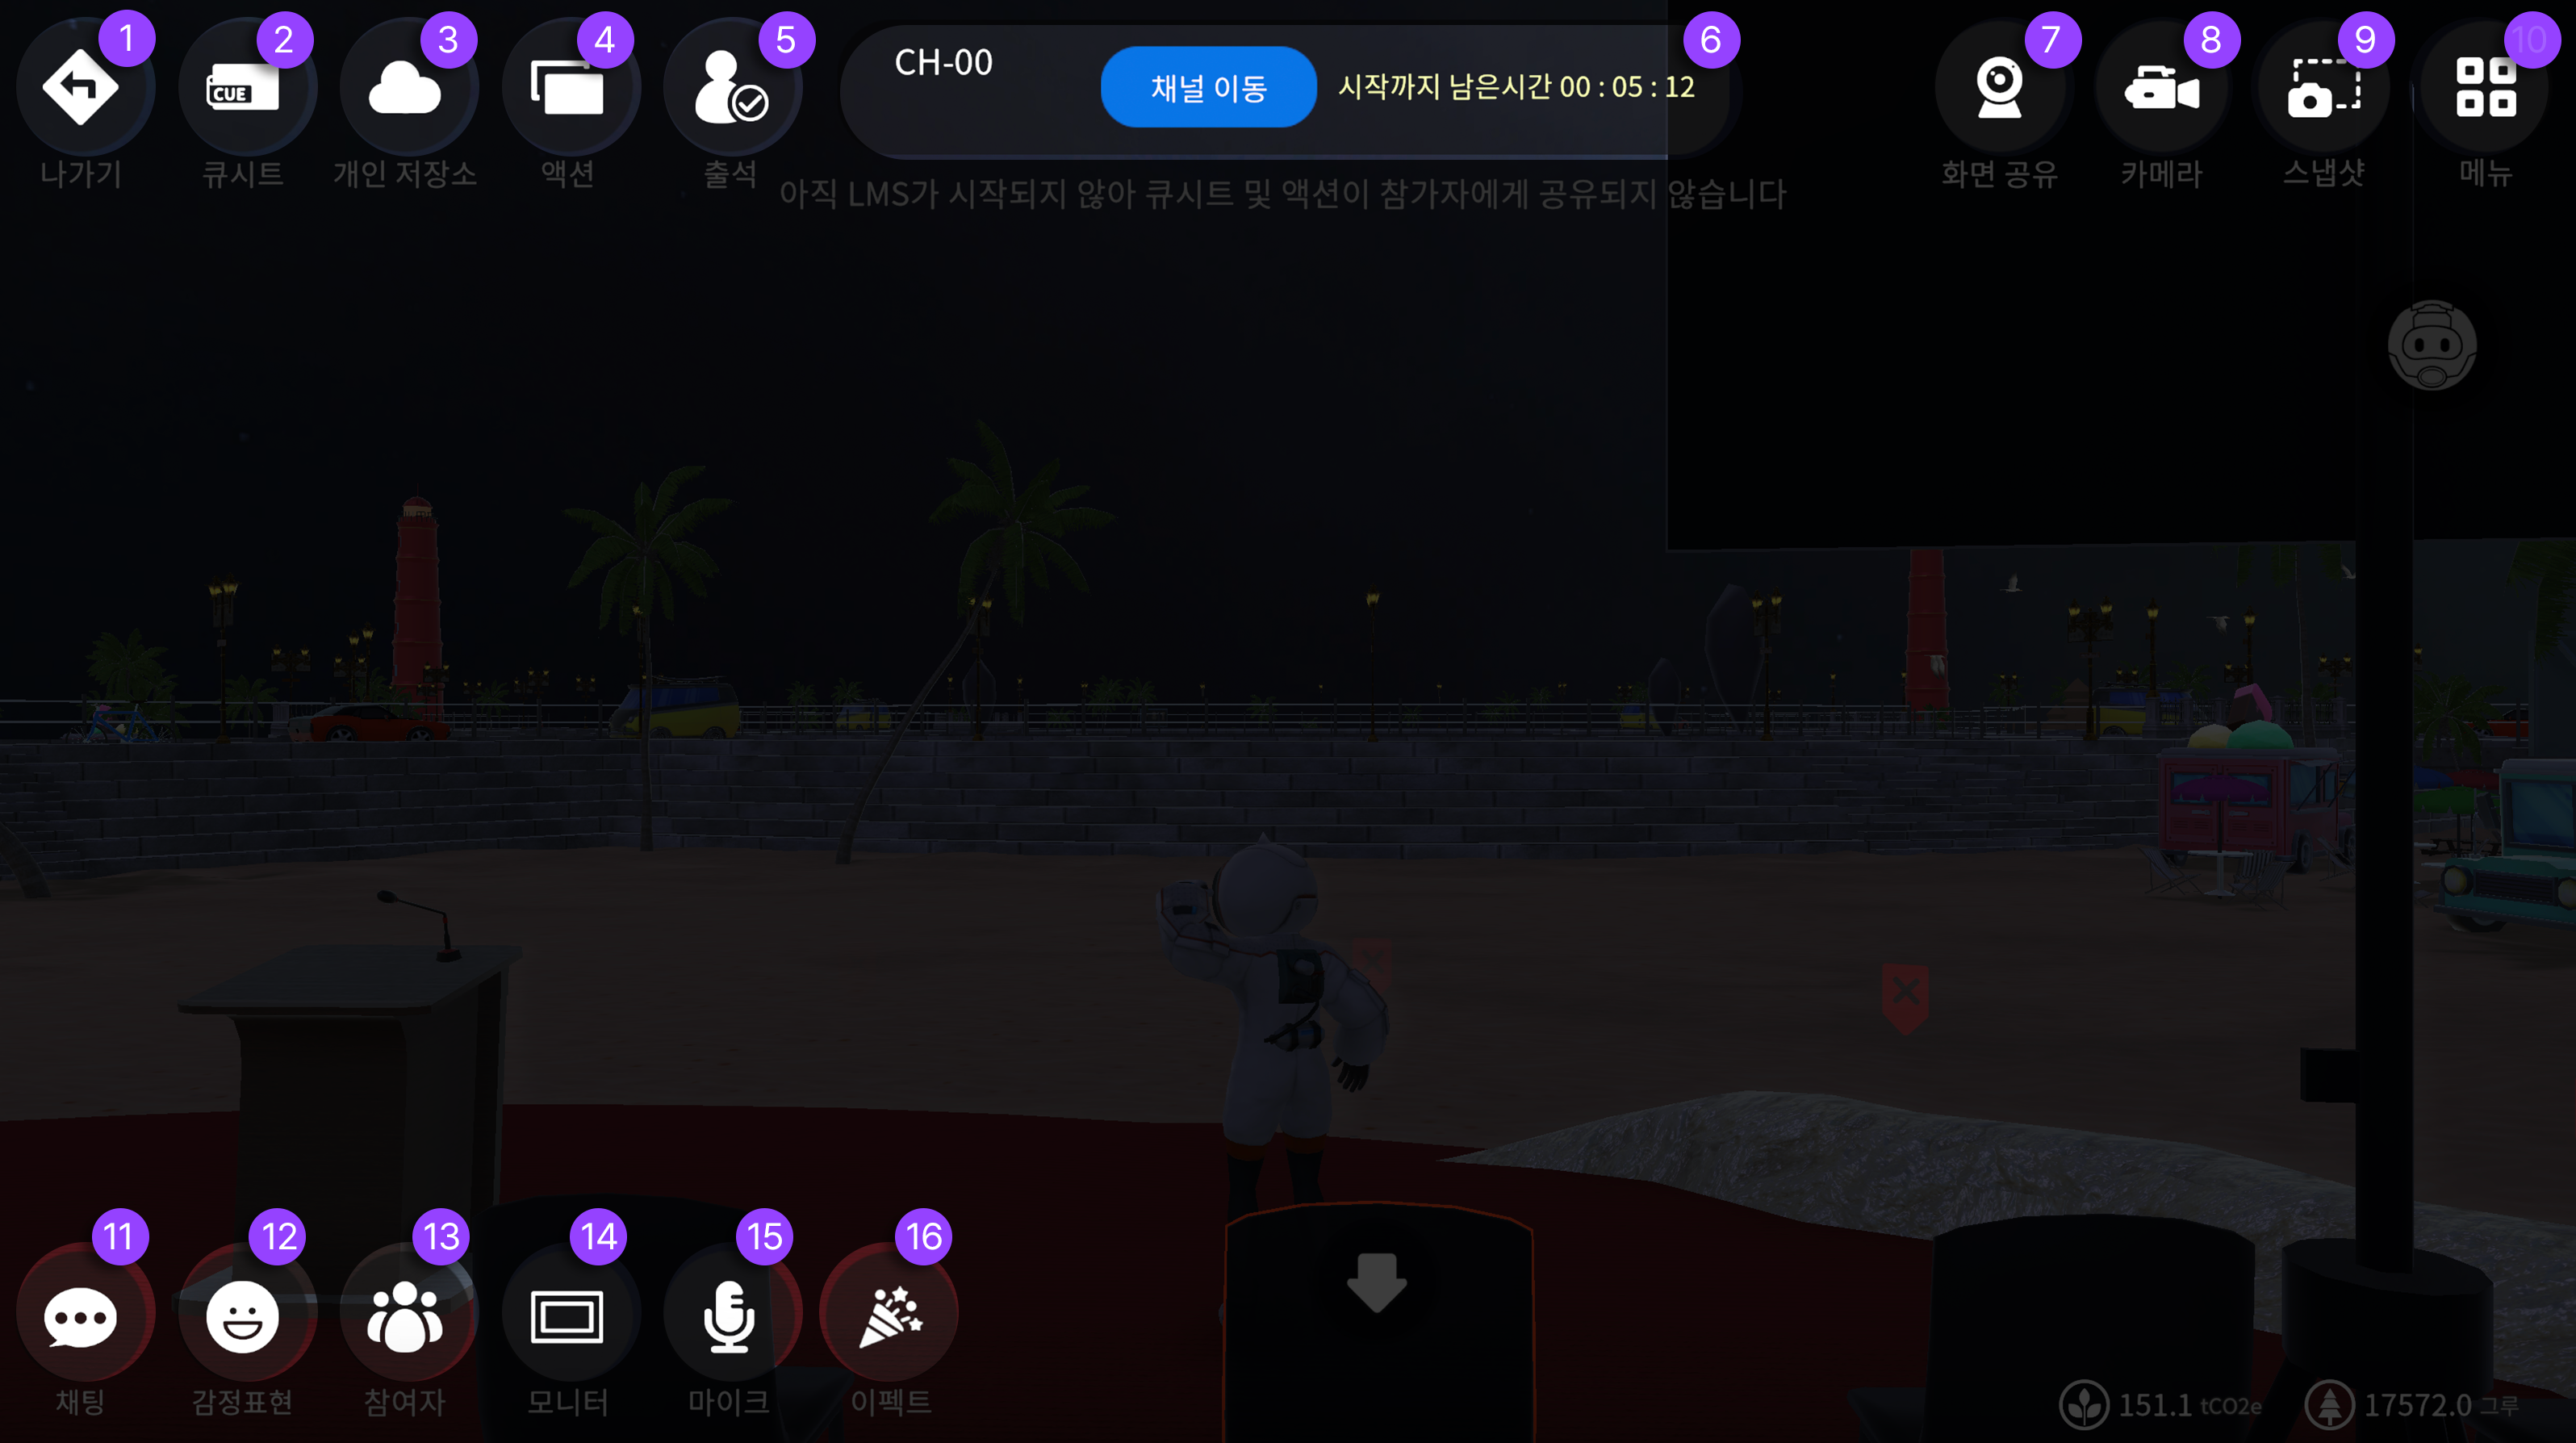 1
2
3
4
5
6
7
8
9
10
CUE
CH-00
채널 이동
시작까지 남은시간 00 : 05 : 12
나가기
큐시트
개인 저장소
액션
출석
화면 공유
카메라
스냅샷
메뉴
아직 LMS가 시작되지 않아 큐시트 및 액션이 참가자에게 공유되지 않습니다
11
12
13
14
15
16
채팅
감정표현
참여자
모니터
마이크
이펙트
151.1 tCO2e
17572.0 그루